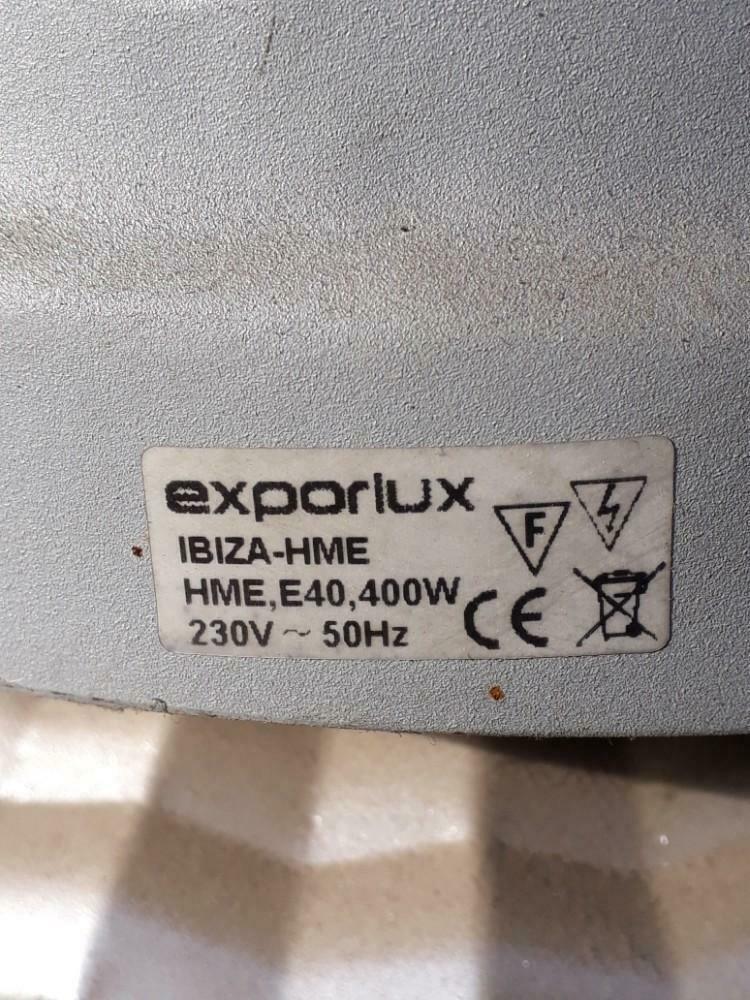 exporlux
IBIZA-HME
F
HME,E40,400W
230V ~ 50Hz
CE